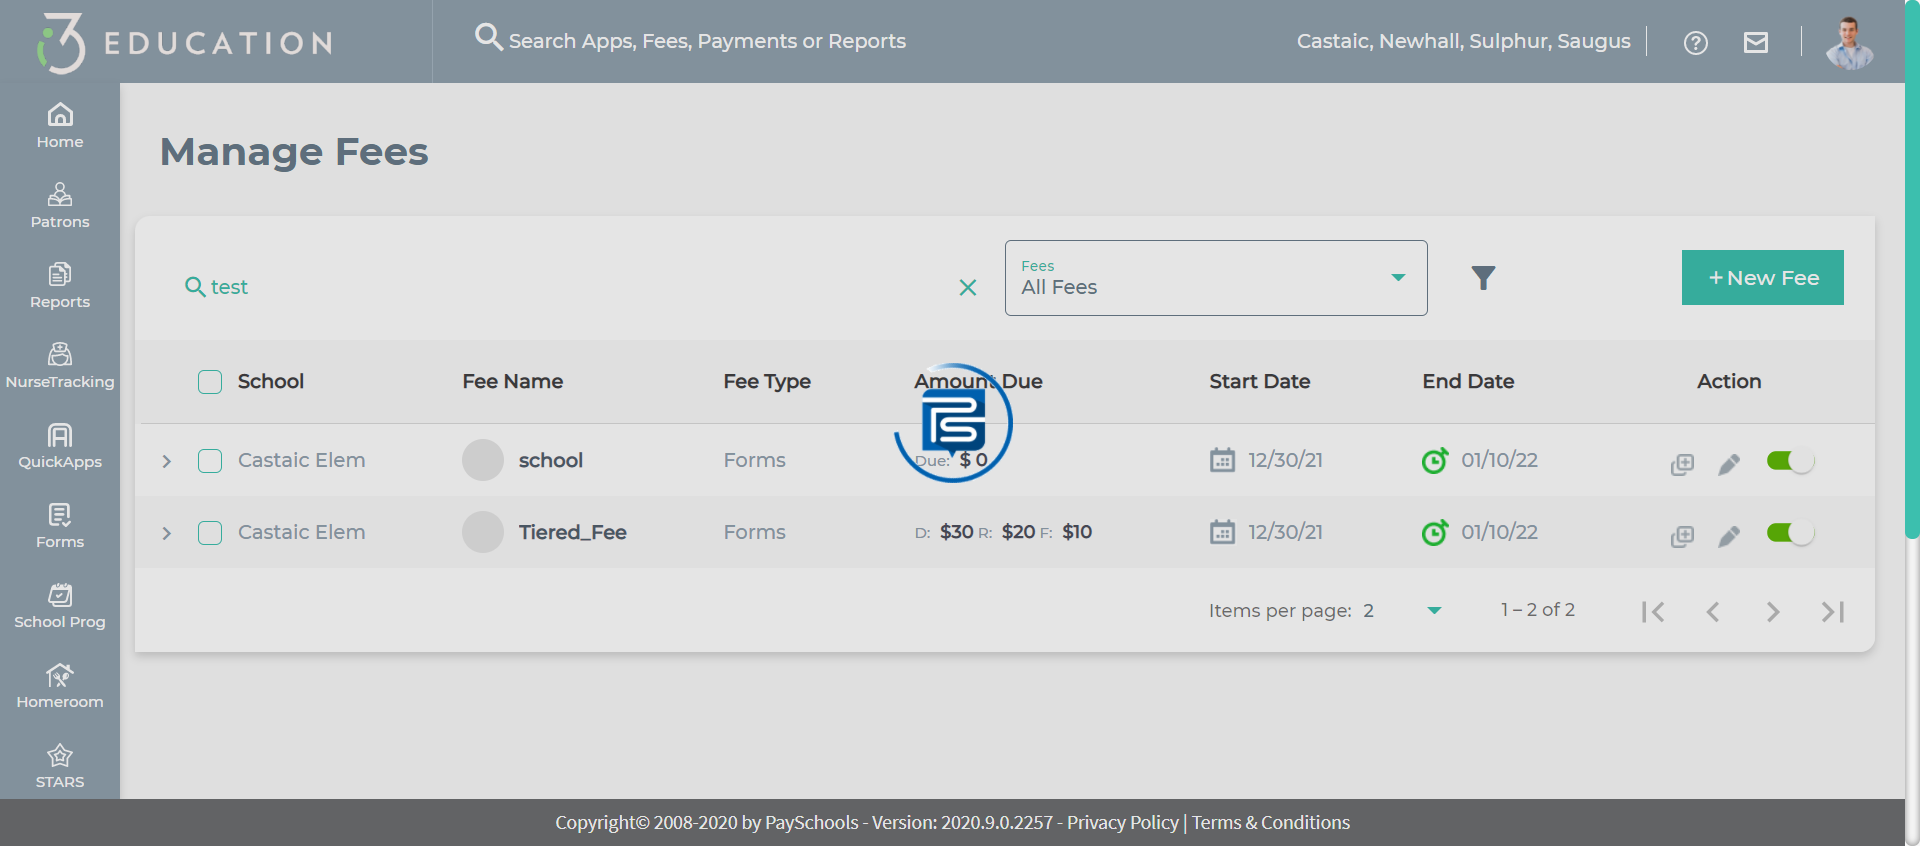 i3 EDUCATION
Search Apps, Fees, Payments or Reports
Castaic, Newhall, Sulphur, Saugus
Home
Patrons
Reports
NurseTracking
QuickApps
Forms
School Prog
Homeroom
STARS
Manage Fees
test
Fees
All Fees
+ New Fee
School Fee Name Fee Type Amount Due Start Date End Date Action
Castaic Elem school Forms Due: $ 0 12/30/21 01/10/22
Castaic Elem Tiered_Fee Forms D: $30 R: $20 F: $10 12/30/21 01/10/22
Items per page: 2 1 – 2 of 2
Copyright© 2008-2020 by PaySchools - Version: 2020.9.0.2257 - Privacy Policy | Terms & Conditions